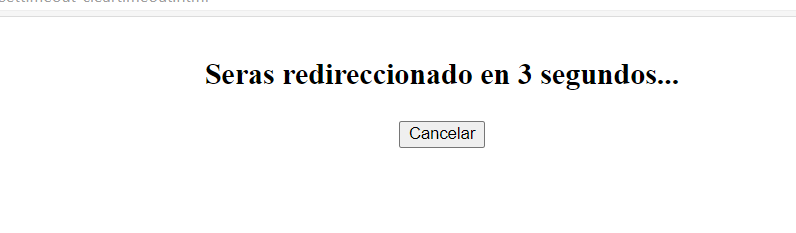 Seras redireccionado en 3 segundos...
Cancelar